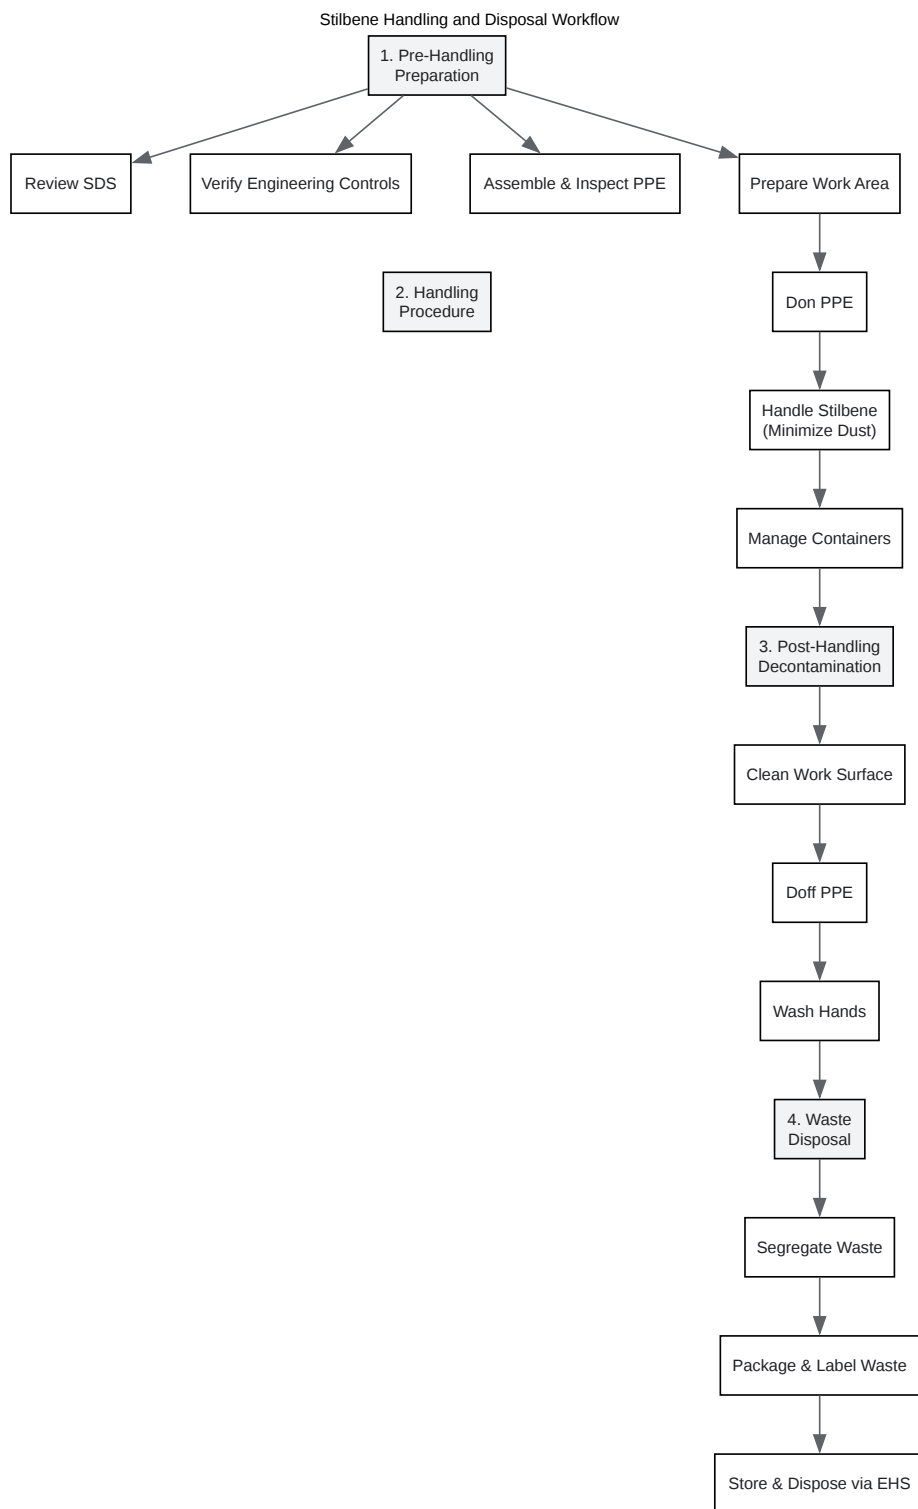 Stilbene Handling and Disposal Workflow
1. Pre-Handling
Preparation
Review SDS
Verify Engineering Controls
Assemble & Inspect PPE
Prepare Work Area
2. Handling
Procedure
Don PPE
Handle Stilbene
(Minimize Dust)
Manage Containers
3. Post-Handling
Decontamination
Clean Work Surface
Doff PPE
Wash Hands
4. Waste
Disposal
Segregate Waste
Package & Label Waste
Store & Dispose via EHS